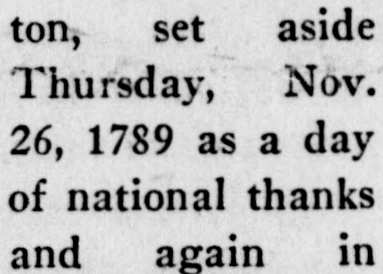 ton, set aside
Thursday, Nov.
26, 1789 as a day
of national thanks
and again in